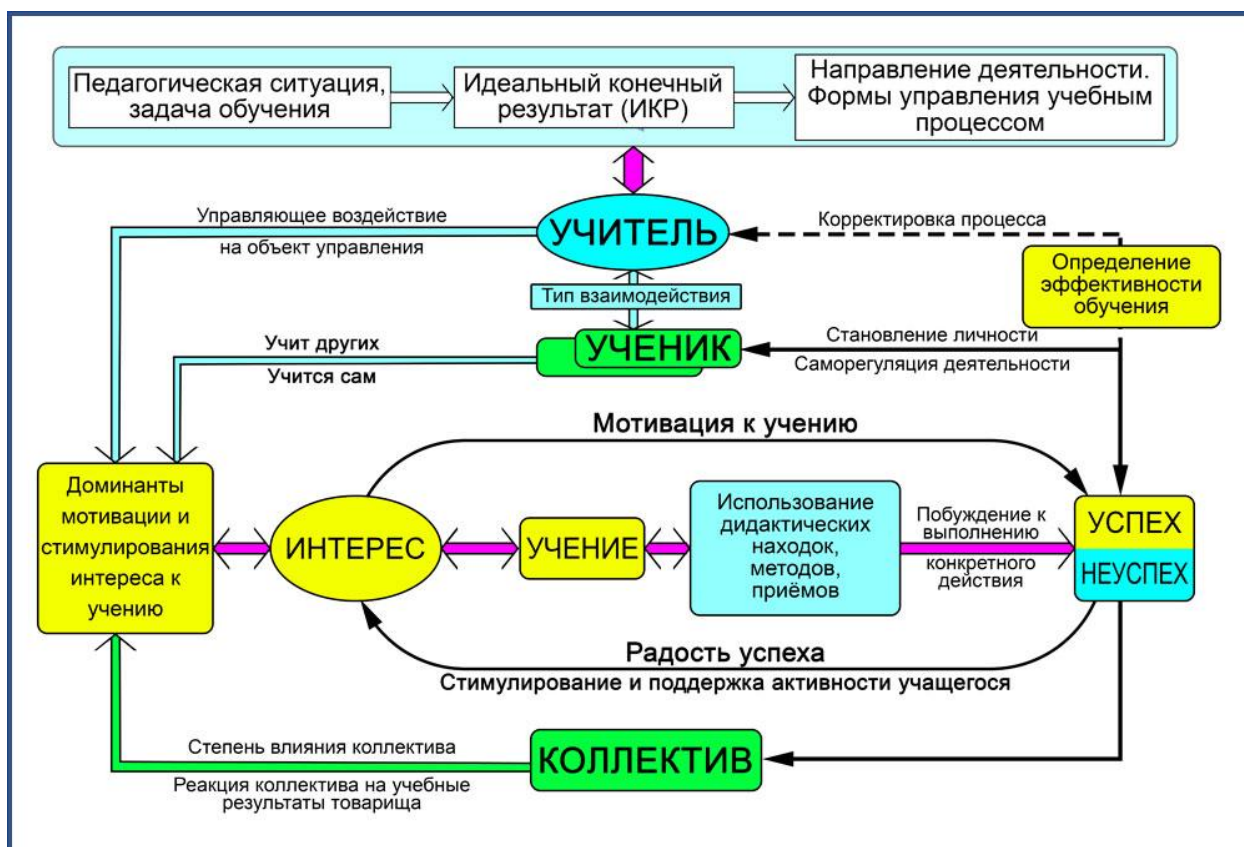 Педагогическая ситуация,
задача обучения
Идеальный конечный
результат (ИКР)
Направление деятельности.
Формы управления учебным
процессом
Управляющее воздействие
на объект управления
УЧИТЕЛЬ
Корректировка процесса
Определение
эффективности
обучения
Тип взаимодействия
Учит других
Учится сам
УЧЕНИК
Становление личности
Саморегуляция деятельности
Мотивация к учению
Доминанты
мотивации и
стимулирования
интереса к
учению
ИНТЕРЕС
УЧЕНИЕ
Использование
дидактических
находок,
методов,
приёмов
Побуждение к
выполнению
конкретного
действия
УСПЕХ
НЕУСПЕХ
Радость успеха
Стимулирование и поддержка активности учащегося
Степень влияния коллектива
Реакция коллектива на учебные
результаты товарища
КОЛЛЕКТИВ